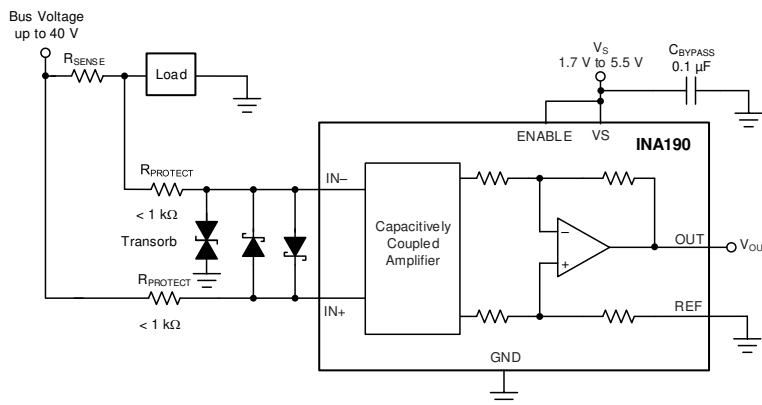 Bus Voltage
up to 40 V
RSENSE
Load
VS
1.7 V to 5.5 V
CBYPASS
0.1 µF
ENABLE
VS
INA190
RPROTECT
< 1 kΩ
Transorb
IN–
Capacitively
Coupled
Amplifier
–
+
OUT
VOU
RPROTECT
< 1 kΩ
IN+
REF
GND